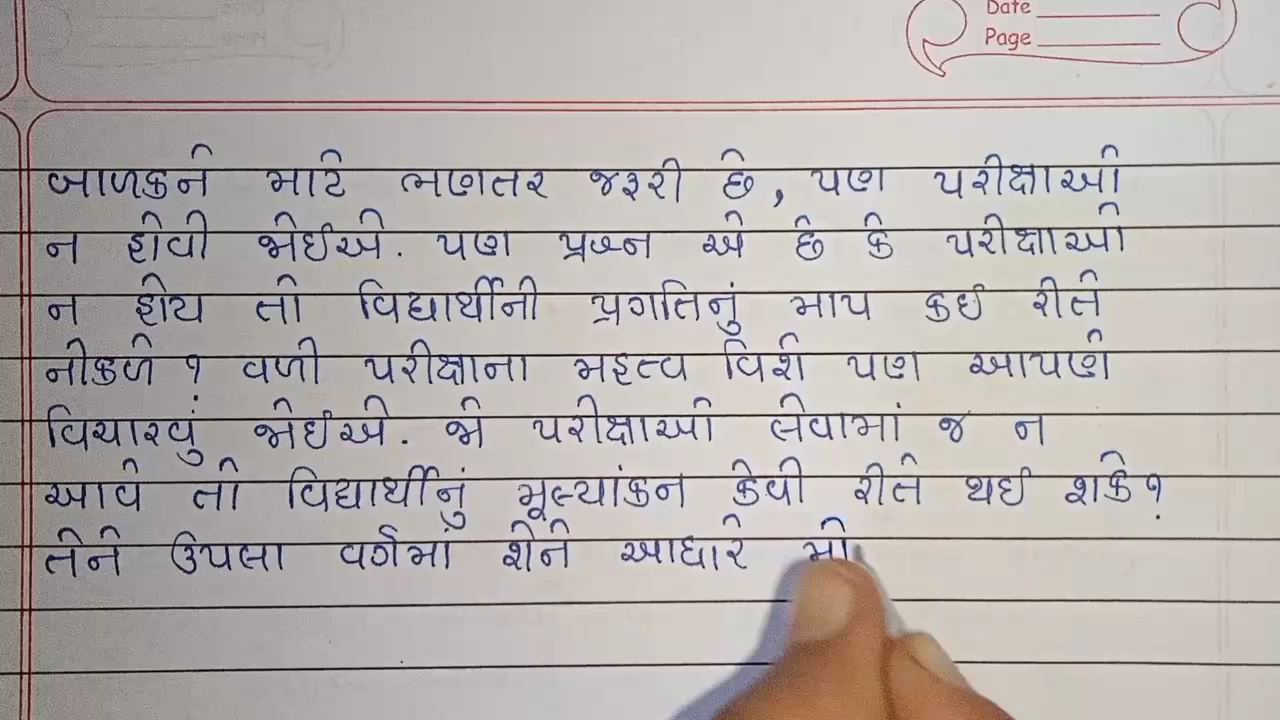 Date
Page
બાળકને માટે ભણતર જરૂરી છે, પણ પરીક્ષાઓ
ન હોવી જોઈએ. પણ પ્રશ્ન એ છે કે પરીક્ષાઓ
ન હોય તો વિદ્યાર્થીની પ્રગતિનું માપ કઈ રીતે
નીકળે ? વળી પરીક્ષાના મહત્વ વિશે પણ આપણે
વિચારવું જોઈએ. જો પરીક્ષાઓ લેવામાં જ ન
આવે તો વિદ્યાર્થીનું મૂલ્યાંકન કેવી રીતે થઈ શકે ?
તેને ઉપલા વર્ગમાં શેને આધારે મો